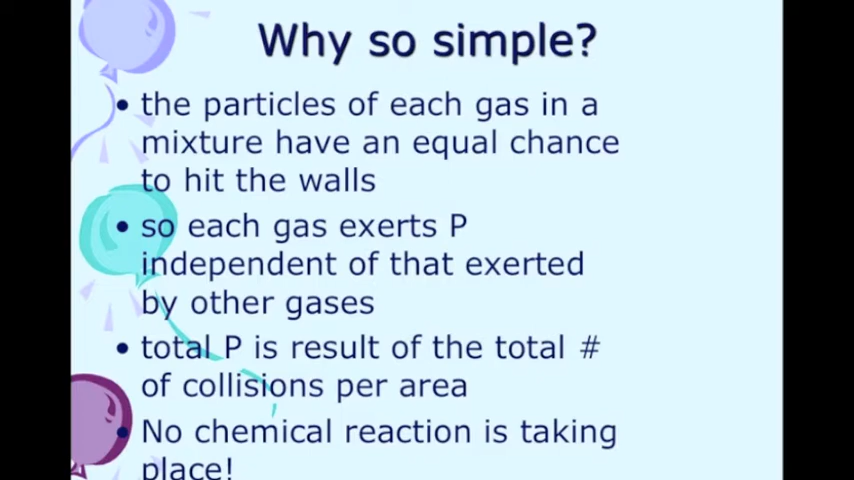 Why so simple?
• the particles of each gas in a
mixture have an equal chance
to hit the walls
• so each gas exerts P
independent of that exerted
by other gases
• total P is result of the total #
of collisions per area
• No chemical reaction is taking
place!